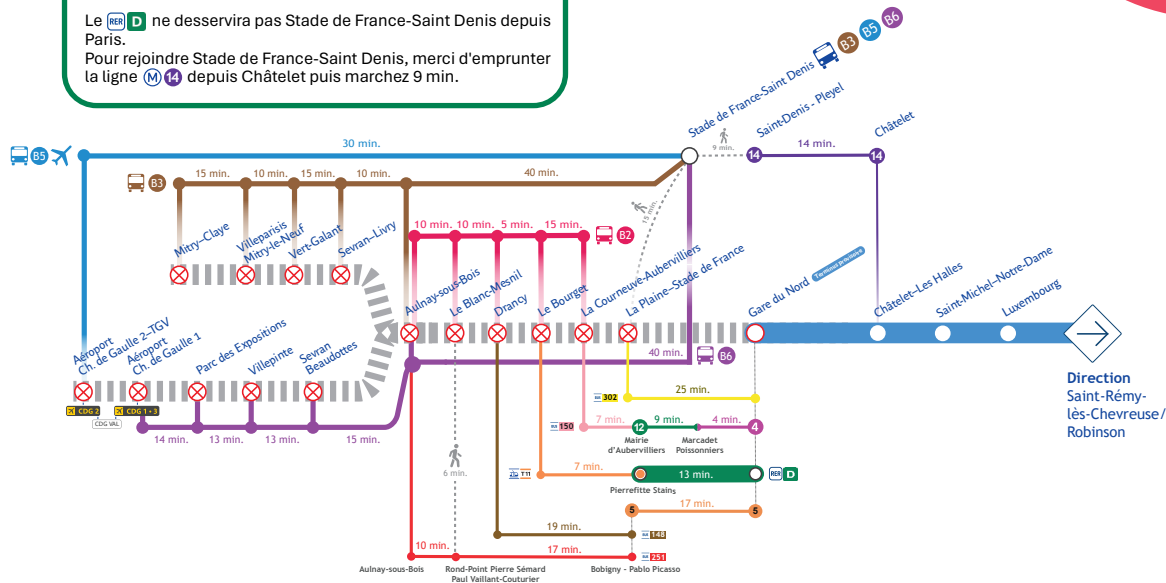 Le RER D ne desservira pas Stade de France-Saint Denis depuis
Paris.
Pour rejoindre Stade de France-Saint Denis, merci d'emprunter
la ligne M 14 depuis Châtelet puis marchez 9 min.
Stade de France-Saint Denis
B3 B5 B6
Saint-Denis - Pleyel
Châtelet
B5
30 min.
9 min.
14
14 min.
14
B3
15 min.
10 min.
15 min.
10 min.
40 min.
15 min.
Mitry–Claye
Villeparisis
Mitry-le-Neuf
Vert-Galant
Sevran–Livry
10 min.
10 min.
5 min.
15 min.
B2
Aulnay-sous-Bois
Le Blanc-Mesnil
Drancy
Le Bourget
La Courneuve-Aubervilliers
La Plaine–Stade de France
Gare du Nord
Terminus provisoire
Châtelet–Les Halles
Saint-Michel–Notre-Dame
Luxembourg
Aéroport
Ch. de Gaulle 2–TGV
Aéroport
Ch. de Gaulle 1
Parc des Expositions
Villepinte
Sevran
Beaudottes
40 min.
B6
Direction
Saint-Rémy-
lès-Chevreuse/
Robinson
CDG 2
CDG 1 + 3
CDG VAL
14 min.
13 min.
13 min.
15 min.
302
25 min.
150
7 min.
12
9 min.
4 min.
4
Mairie
d'Aubervilliers
Marcadet
Poissonniers
6 min.
T11
7 min.
13 min.
RER D
Pierrefitte Stains
5
17 min.
5
19 min.
148
10 min.
17 min.
251
Aulnay-sous-Bois
Rond-Point Pierre Sémard
Paul Vaillant-Couturier
Bobigny - Pablo Picasso